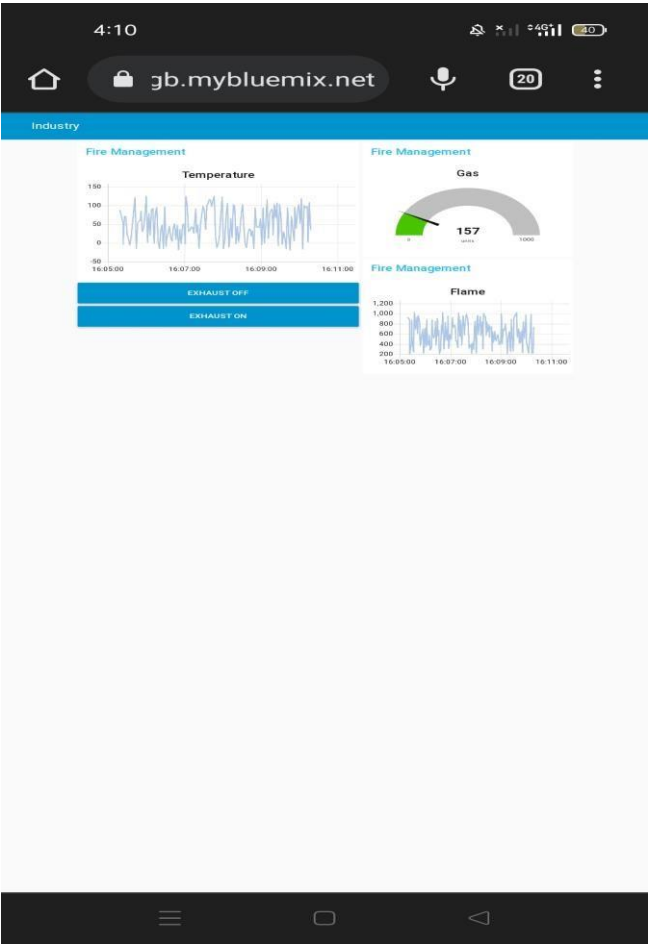 4:10
4G+
40
gb.mybluemix.net
20
Industry
Fire Management
Temperature
150
100
50
0
-50
16:05:00 16:07:00 16:09:00 16:11:00
EXHAUST OFF
EXHAUST ON
Fire Management
Gas
157
units
0 1000
Fire Management
Flame
1,200
1,000
800
600
400
200
16:05:00 16:07:00 16:09:00 16:11:00